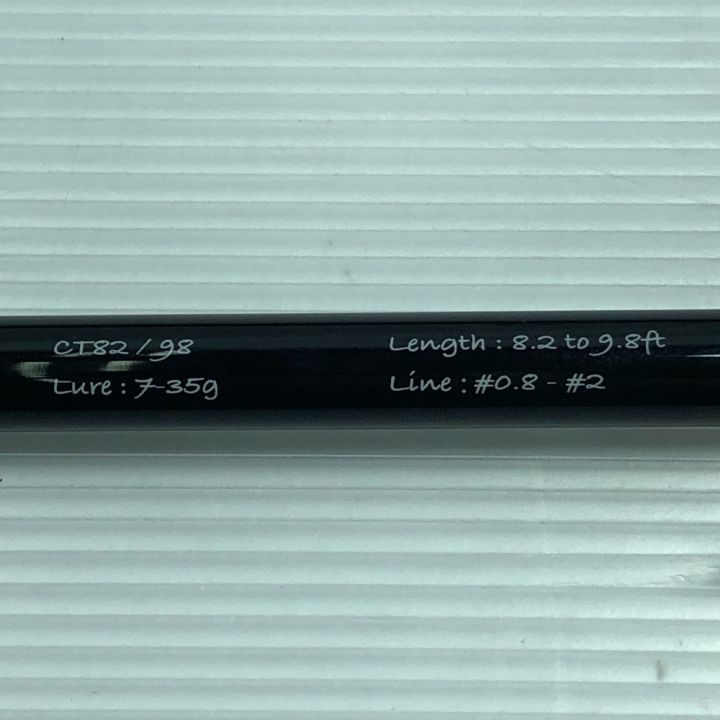 CT82 / 98
Lure : 7-35g
Length : 8.2 to 9.8ft
Line : #0.8 - #2